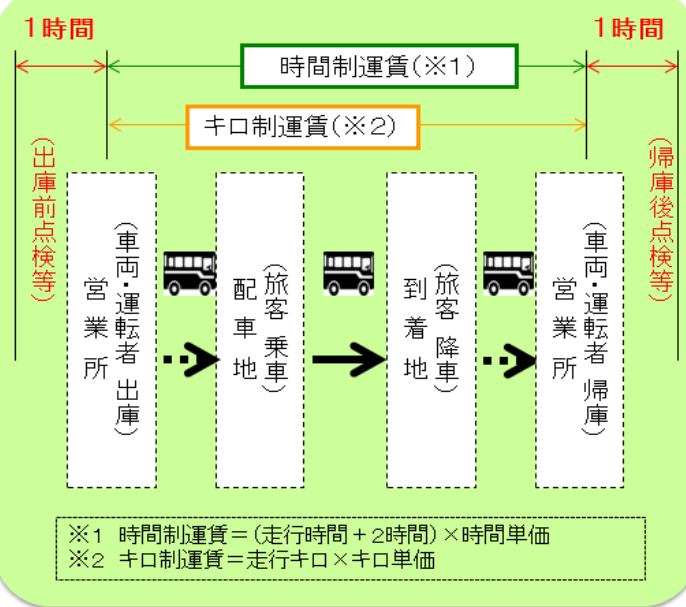 1時間
1時間
時間制運賃(※1)
キロ制運賃(※2)
(出庫前点検等)
営業所
(車両・運転者 出庫)
配車地
(旅客 乗車)
到着地
(旅客 降車)
営業所
(車両・運転者 帰庫)
(帰庫後点検等)
※1 時間制運賃=(走行時間+2時間)×時間単価
※2 キロ制運賃=走行キロ×キロ単価